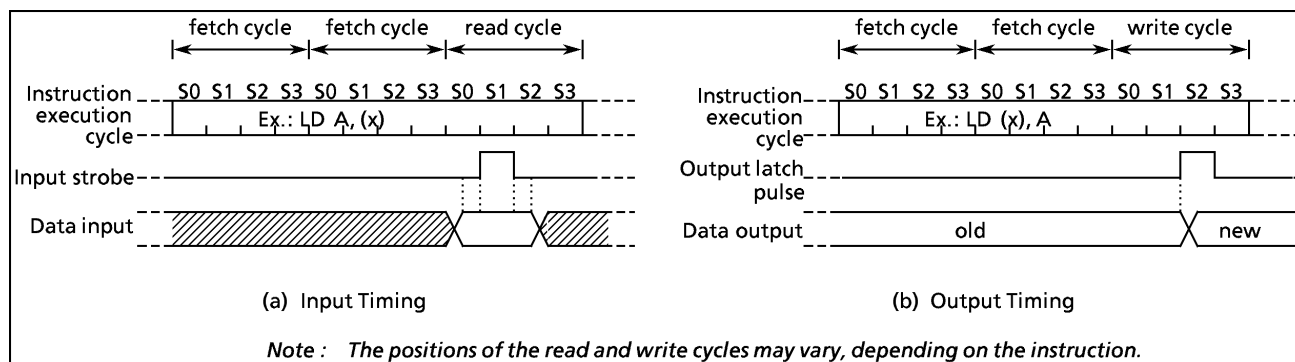 fetch cycle fetch cycle read cycle
S0 S1 S2 S3 S0 S1 S2 S3 S0 S1 S2 S3
Instruction
execution
cycle
Ex.: LD A, (x)
Input strobe
Data input
(a) Input Timing
fetch cycle fetch cycle write cycle
S0 S1 S2 S3 S0 S1 S2 S3 S0 S1 S2 S3
Instruction
execution
cycle
Ex.: LD (x), A
Output latch
pulse
Data output
old
new
(b) Output Timing
Note : The positions of the read and write cycles may vary, depending on the instruction.